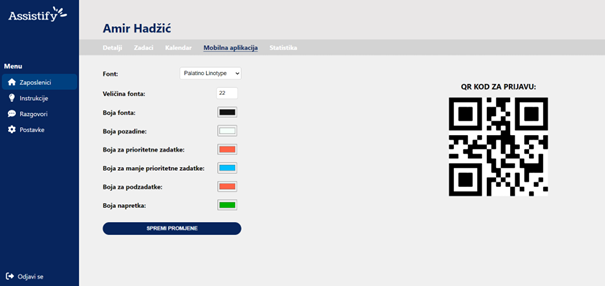 Assistify
Menu
Zaposlenici
Instrukcije
Razgovori
Postavke
Odjavi se
Amir Hadžić
Detalji Zadaci Kalendar Mobilna aplikacija Statistika
Font: Palatino Linotype
Veličina fonta: 22
Boja fonta:
Boja pozadine:
Boja za prioritetne zadatke:
Boja za manje prioritetne zadatke:
Boja za podzadatke:
Boja napretka:
SPREMI PROMJENE
QR KOD ZA PRIJAVU: